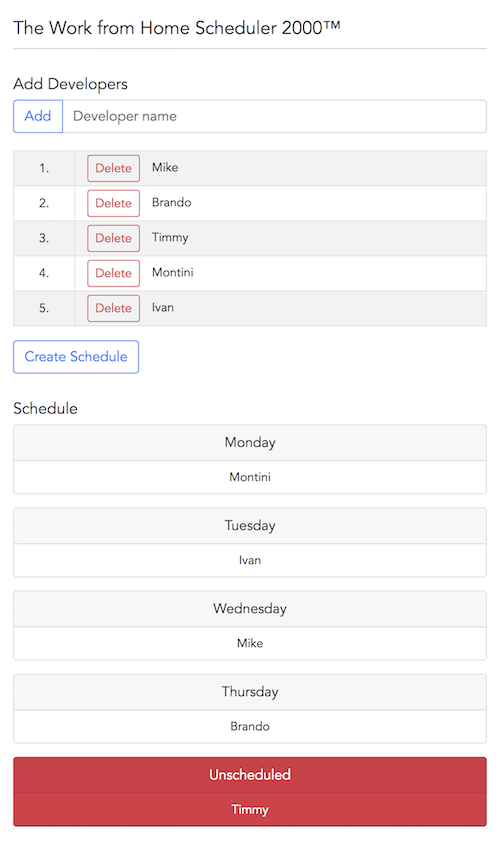 The Work from Home Scheduler 2000™
Add Developers
Add Developer name
1. Delete Mike
2. Delete Brando
3. Delete Timmy
4. Delete Montini
5. Delete Ivan
Create Schedule
Schedule
Monday
Montini
Tuesday
Ivan
Wednesday
Mike
Thursday
Brando
Unscheduled
Timmy